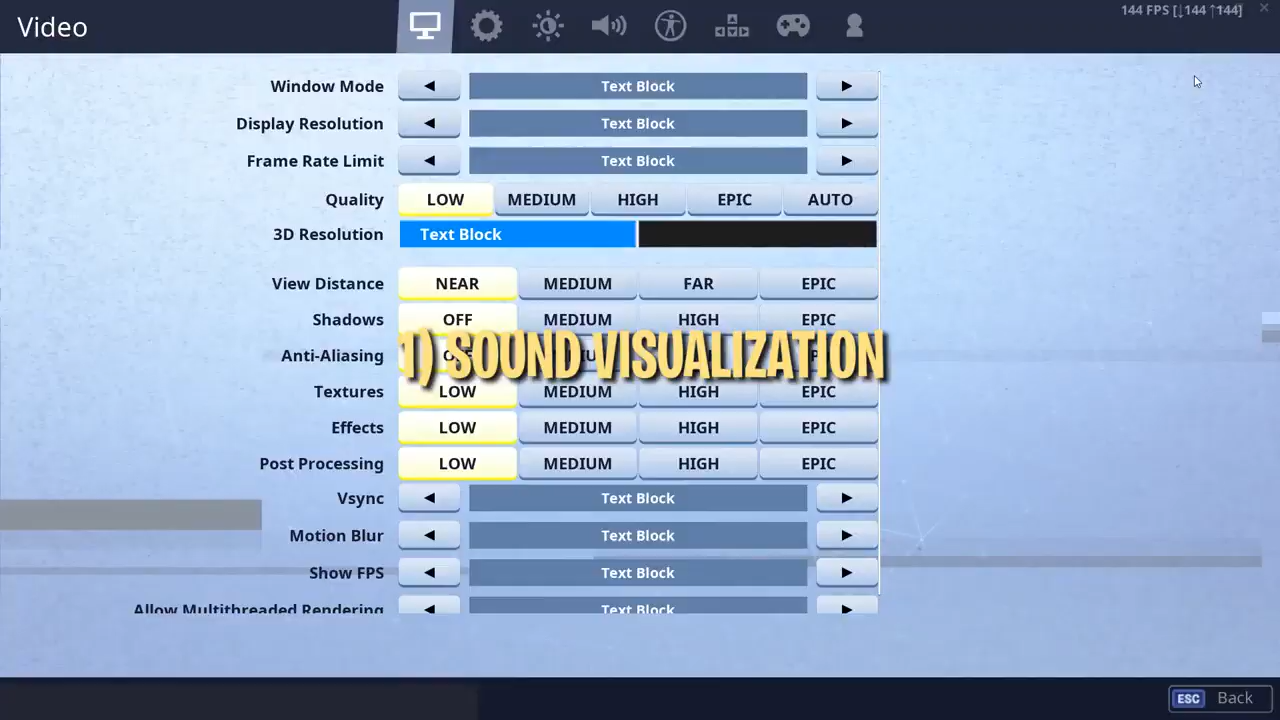 Video
144 FPS [↓144 ↑144]
Window Mode ◄ Text Block ►
Display Resolution ◄ Text Block ►
Frame Rate Limit ◄ Text Block ►
Quality LOW MEDIUM HIGH EPIC AUTO
3D Resolution Text Block
View Distance NEAR MEDIUM FAR EPIC
Shadows OFF MEDIUM HIGH EPIC
1) SOUND VISUALIZATION
Anti-Aliasing
Textures LOW MEDIUM HIGH EPIC
Effects LOW MEDIUM HIGH EPIC
Post Processing LOW MEDIUM HIGH EPIC
Vsync ◄ Text Block ►
Motion Blur ◄ Text Block ►
Show FPS ◄ Text Block ►
Allow Multithreaded Rendering ◄ Text Block ►
ESC Back